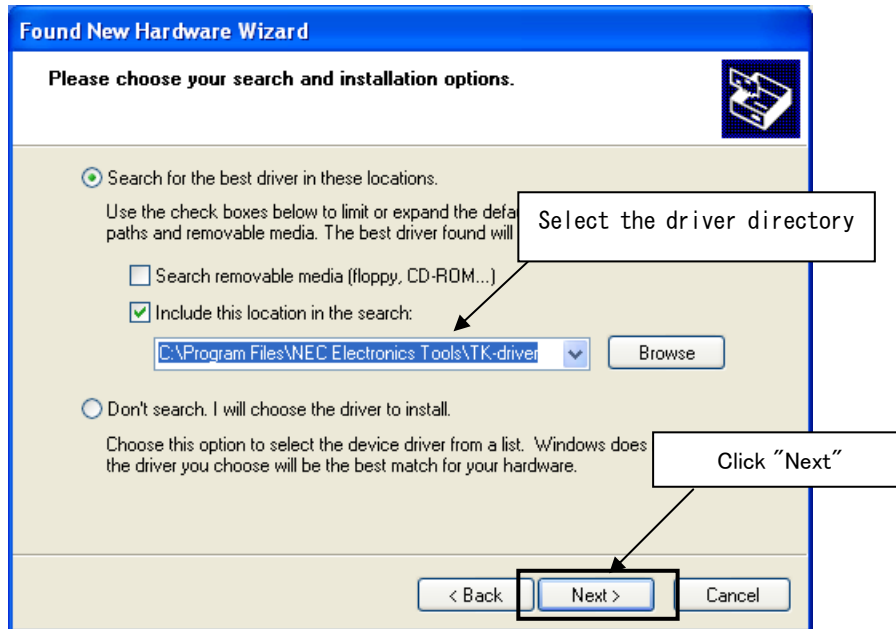 Found New Hardware Wizard
Please choose your search and installation options.
Search for the best driver in these locations.
Use the check boxes below to limit or expand the defa
paths and removable media. The best driver found will
Select the driver directory
Search removable media (floppy, CD-ROM...)
Include this location in the search:
C:\Program Files\NEC Electronics Tools\TK-driver
Browse
Don't search. I will choose the driver to install.
Choose this option to select the device driver from a list. Windows does
the driver you choose will be the best match for your hardware.
Click "Next"
< Back
Next >
Cancel